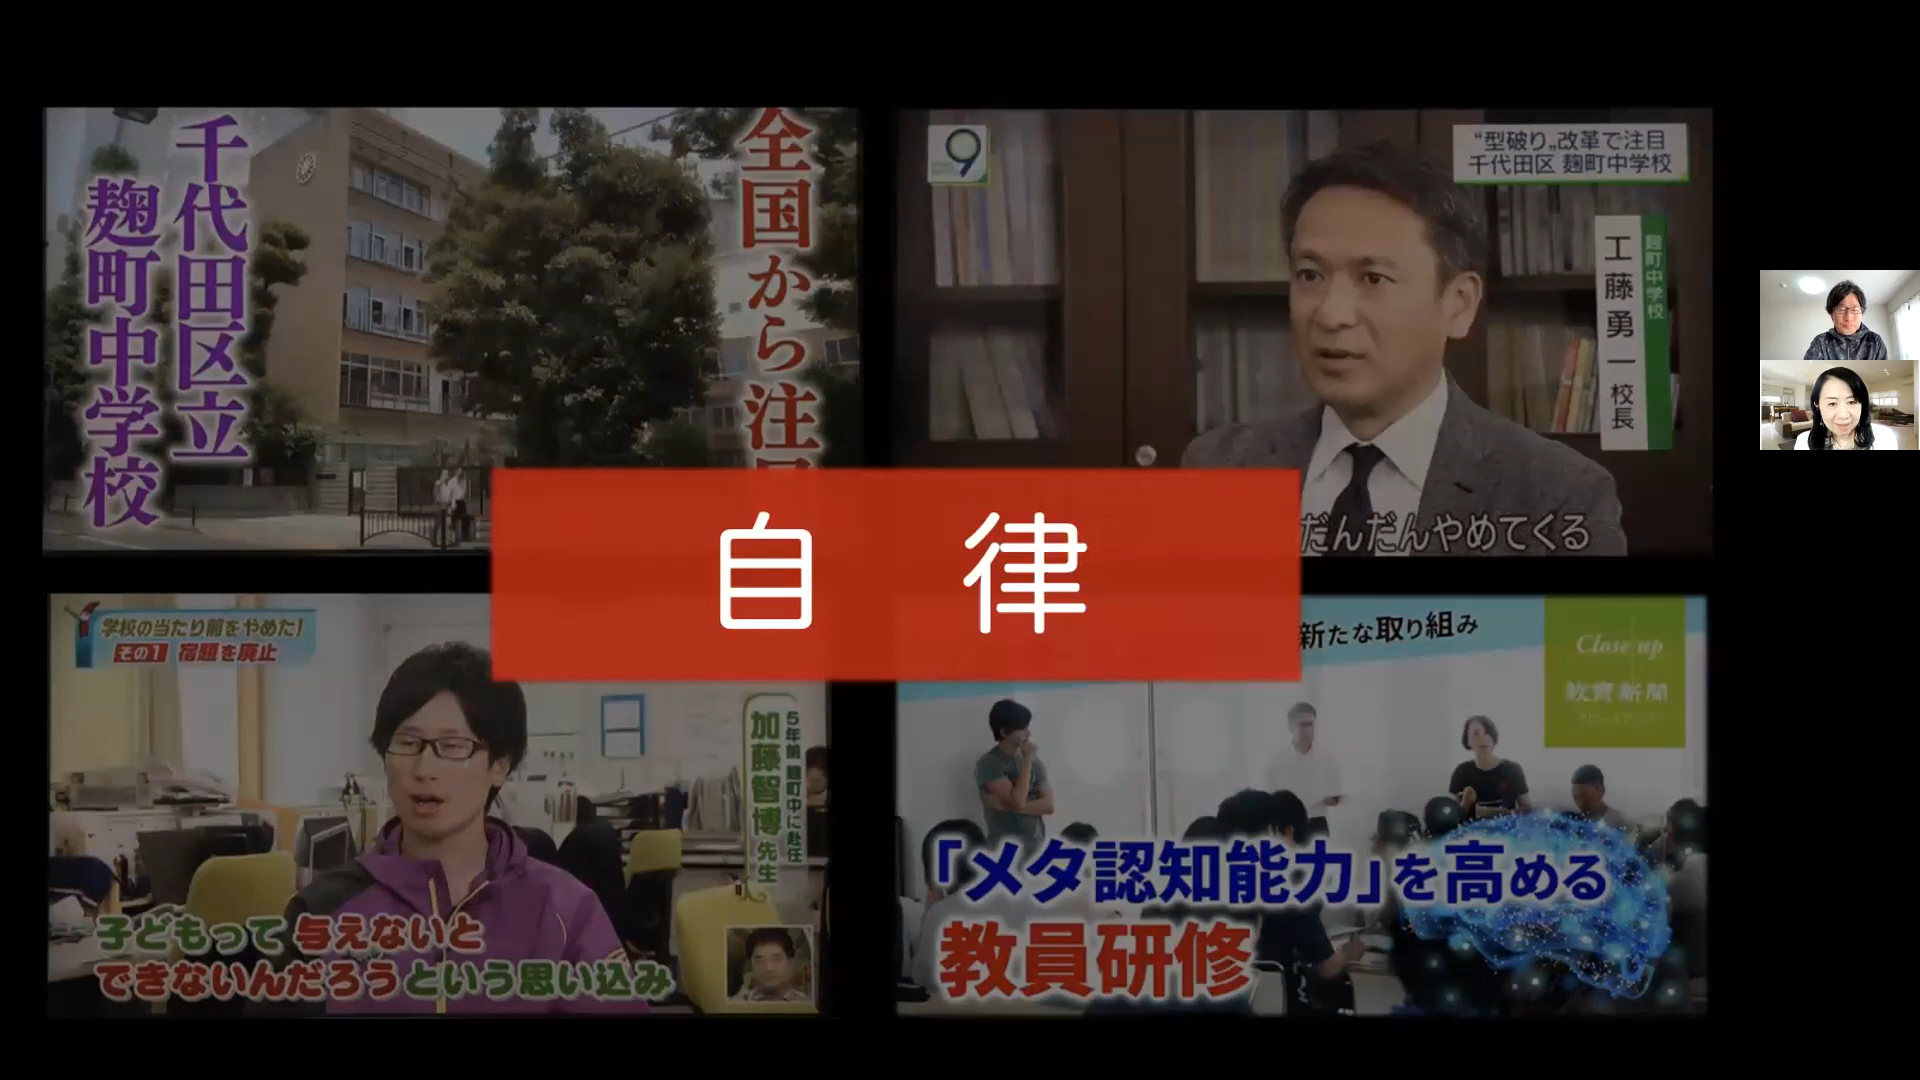 千代田区立
麹町中学校
全国から注目
9
“型破り„改革で注目
千代田区 麹町中学校
麹町中学校
工藤勇一 校長
だんだんやめてくる
自 律
学校の当たり前をやめた!
その1 宿題を廃止
5年前 麹町中に赴任
加藤智博 先生
子どもって 与えないと
できないんだろうという思い込み
新たな取り組み
Close up
教育新聞
「メタ認知能力」を高める
教員研修